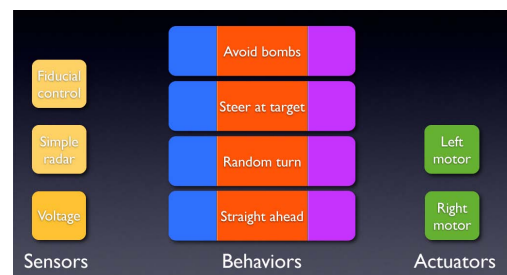 Avoid bombs
Fiducial
control
Steer at target
Simple
radar
Random turn
Left
motor
Voltage
Straight ahead
Right
motor
Sensors
Behaviors
Actuators